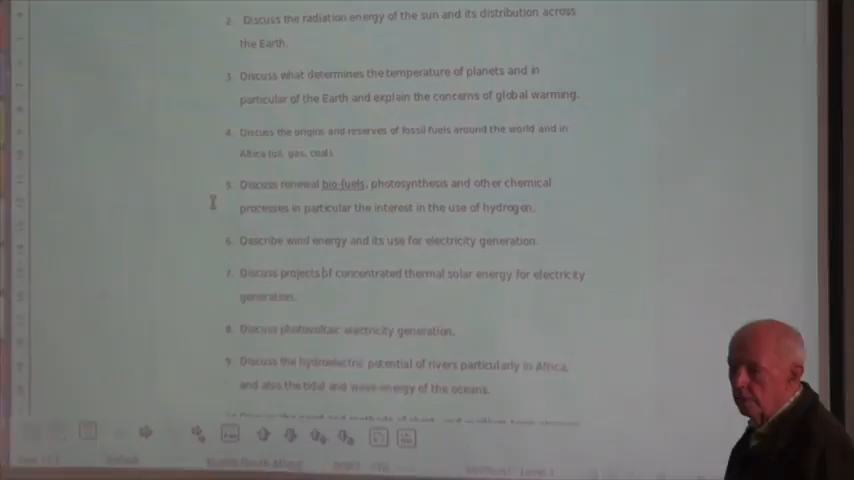 2. Discuss the radiation energy of the sun and its distribution across
the Earth.
3. Discuss what determines the temperature of planets and in
particular of the Earth and explain the concerns of global warming.
4. Discuss the origins and reserves of fossil fuels around the world and in
Africa (oil, gas, coal).
5. Discuss renewal bio-fuels, photosynthesis and other chemical
processes in particular the interest in the use of hydrogen.
6. Describe wind energy and its use for electricity generation.
7. Discuss projects of concentrated thermal solar energy for electricity
generation.
8. Discuss photovoltaic electricity generation.
9. Discuss the hydroelectric potential of rivers particularly in Africa,
and also the tidal and wave energy of the oceans.